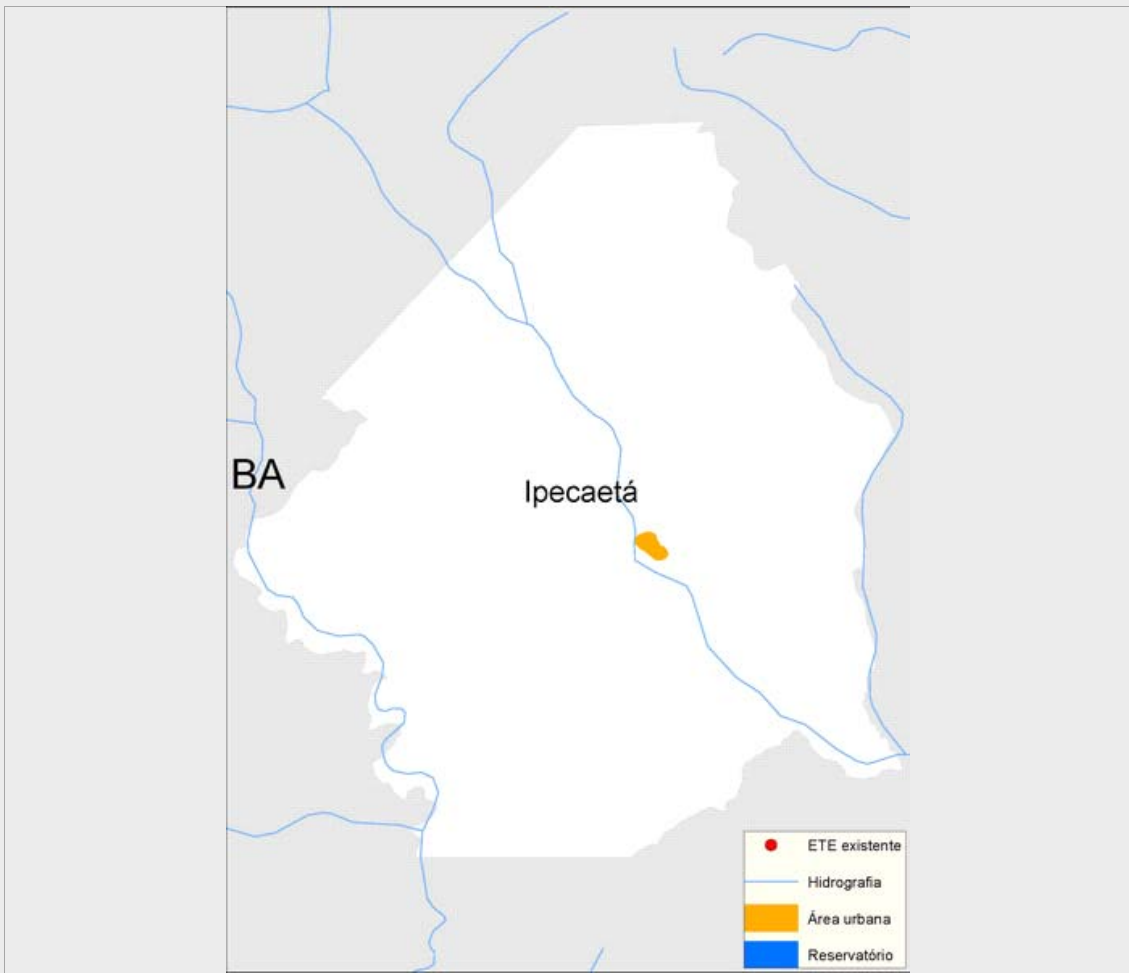 BA
Ipecaetá
ETE existente
Hidrografia
Área urbana
Reservatório